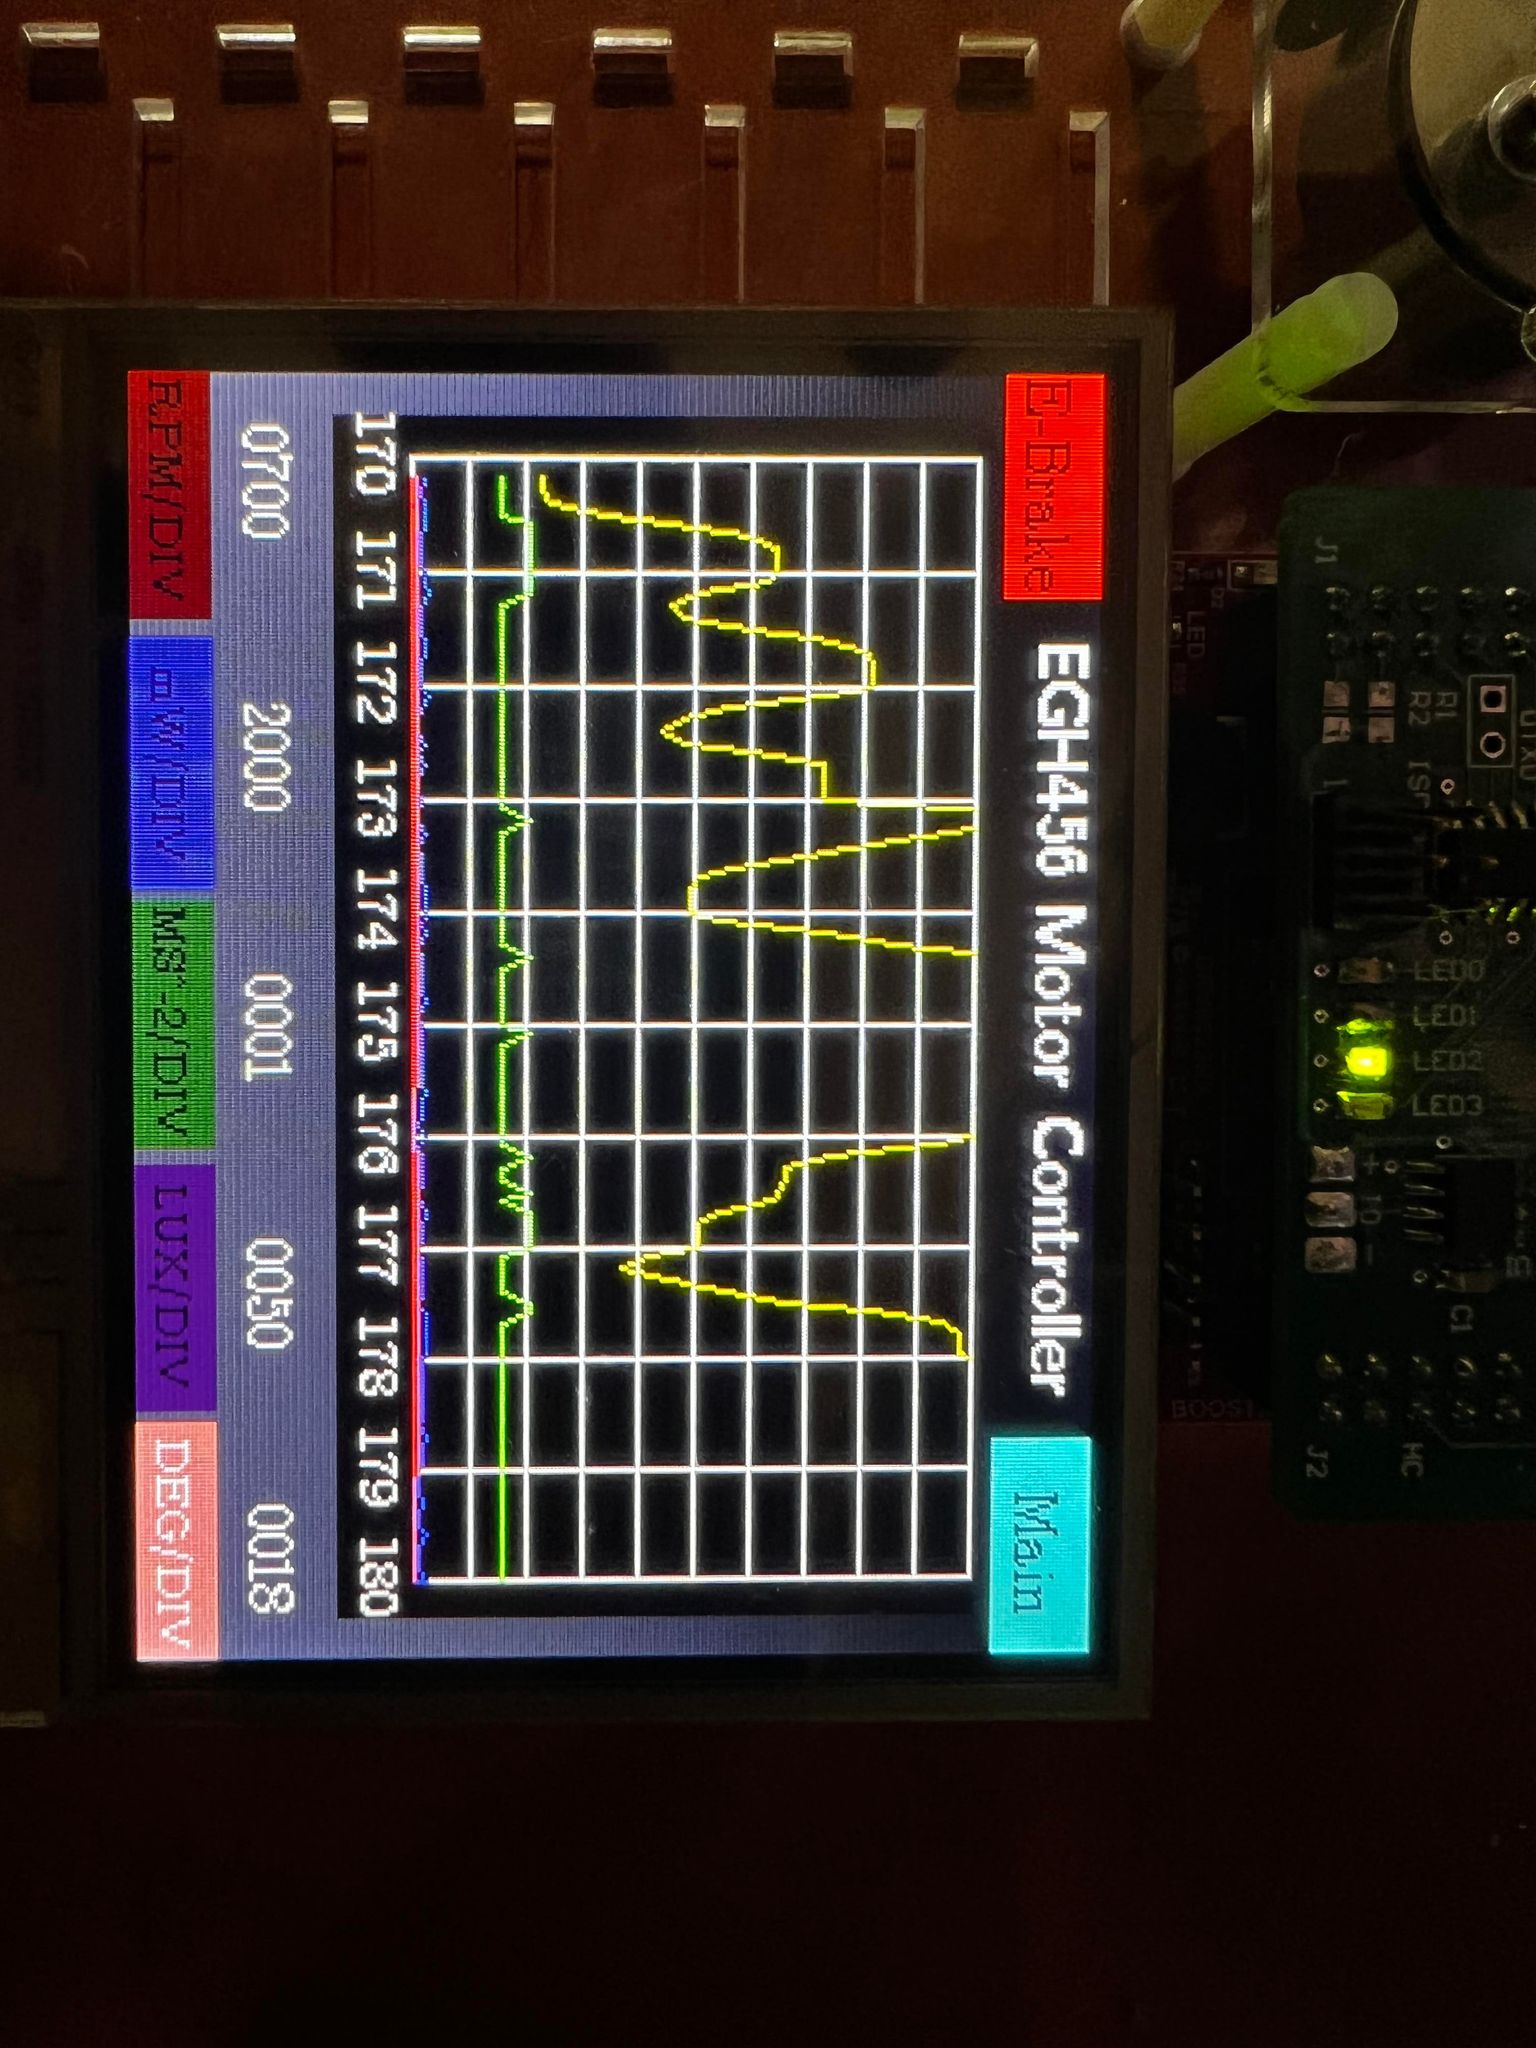 E-Brake
EGH456 Motor Controller
Main
170 171 172 173 174 175 176 177 178 179 180
0700 2000 0001 0050 0018
RPM/DIV
mW/DIV
LUX/DIV
DEG/DIV
J1
R1
R2
LED0
LED1
LED2
LED3
C1
MC
J2
LED